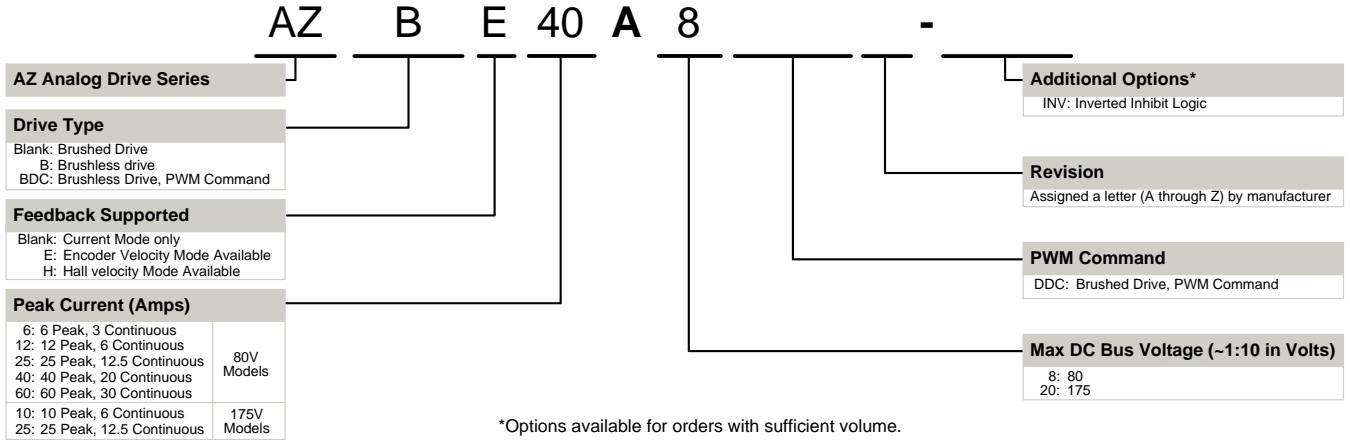 AZ B E 40 A 8 -
AZ Analog Drive Series
Drive Type
Blank: Brushed Drive
B: Brushless drive
BDC: Brushless Drive, PWM Command
Feedback Supported
Blank: Current Mode only
E: Encoder Velocity Mode Available
H: Hall velocity Mode Available
Peak Current (Amps)
6: 6 Peak, 3 Continuous
12: 12 Peak, 6 Continuous
25: 25 Peak, 12.5 Continuous
40: 40 Peak, 20 Continuous
60: 60 Peak, 30 Continuous
80V
Models
10: 10 Peak, 6 Continuous
25: 25 Peak, 12.5 Continuous
175V
Models
Additional Options*
INV: Inverted Inhibit Logic
Revision
Assigned a letter (A through Z) by manufacturer
PWM Command
DDC: Brushed Drive, PWM Command
Max DC Bus Voltage (~1:10 in Volts)
8: 80
20: 175
*Options available for orders with sufficient volume.